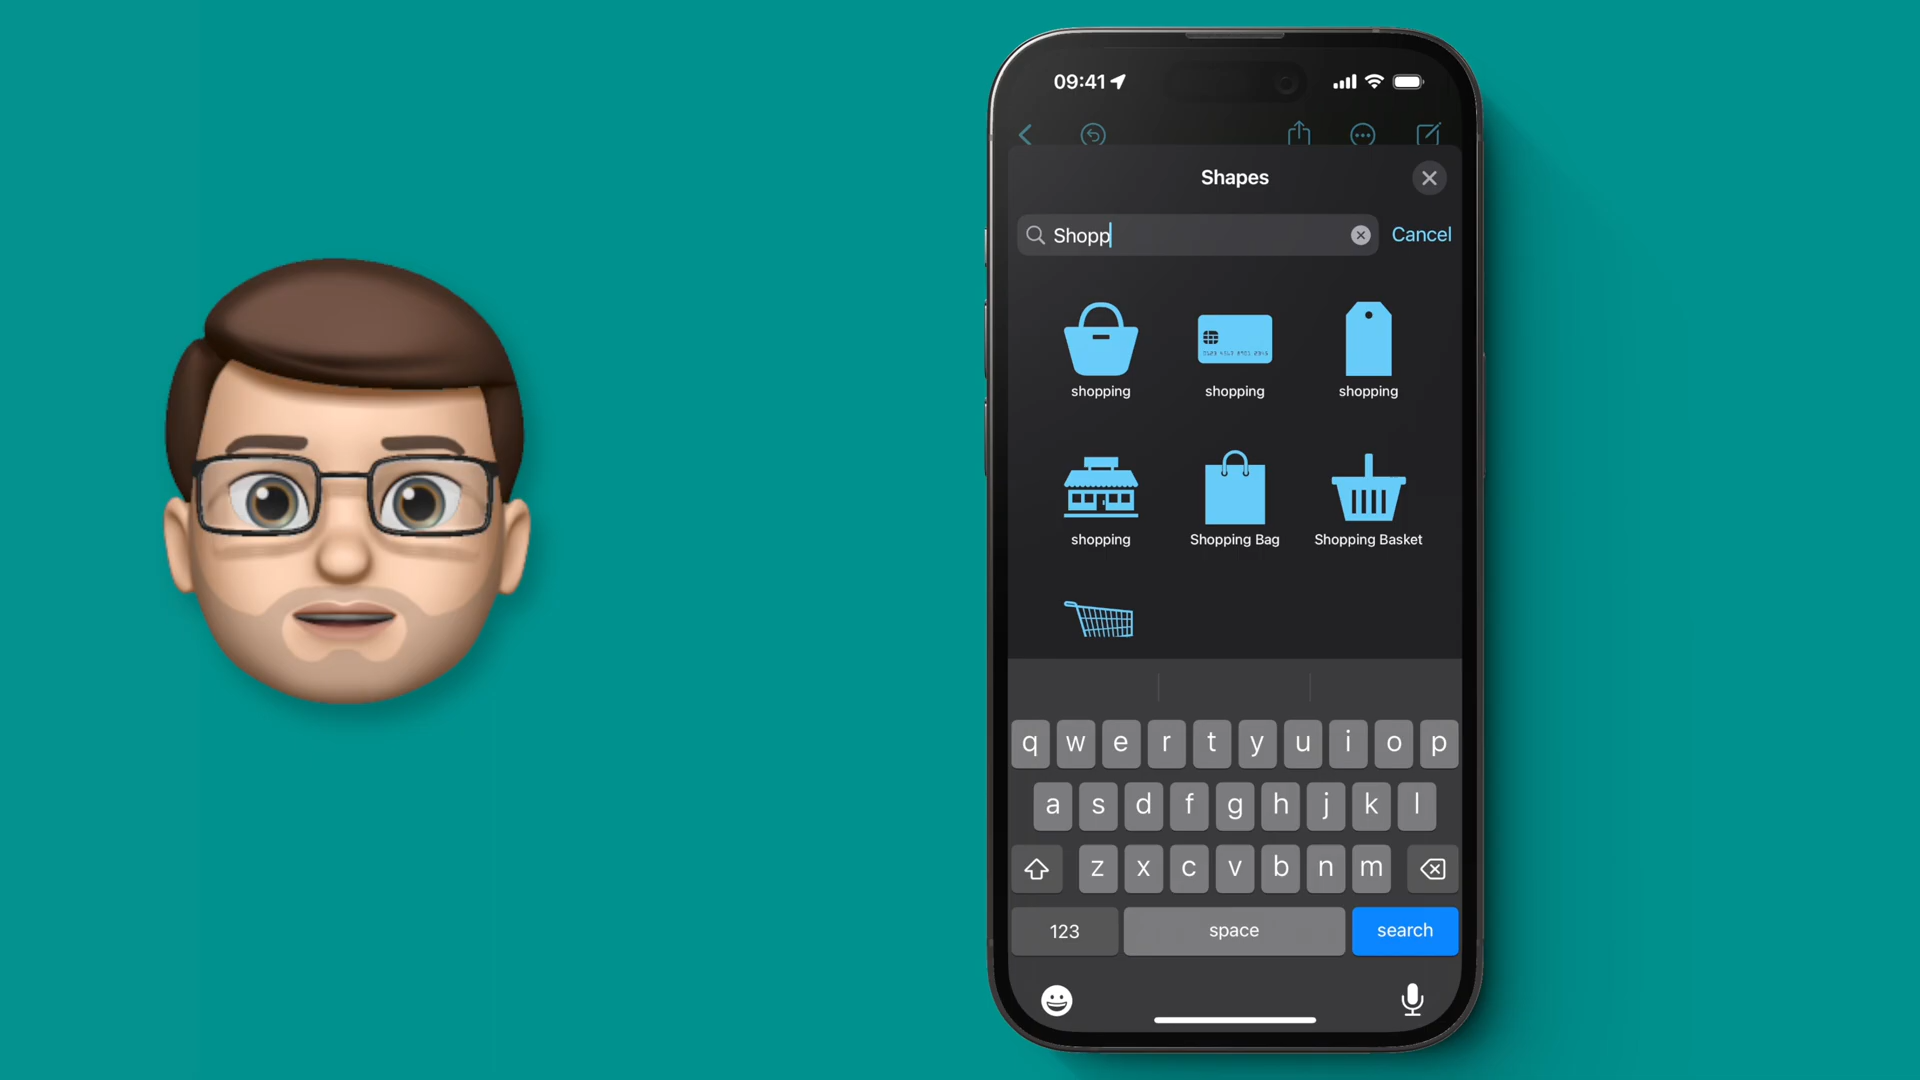 09:41
Shapes
Shopp
Cancel
shopping shopping shopping
shopping Shopping Bag Shopping Basket
q w e r t y u i o p
a s d f g h j k l
z x c v b n m
123 space search